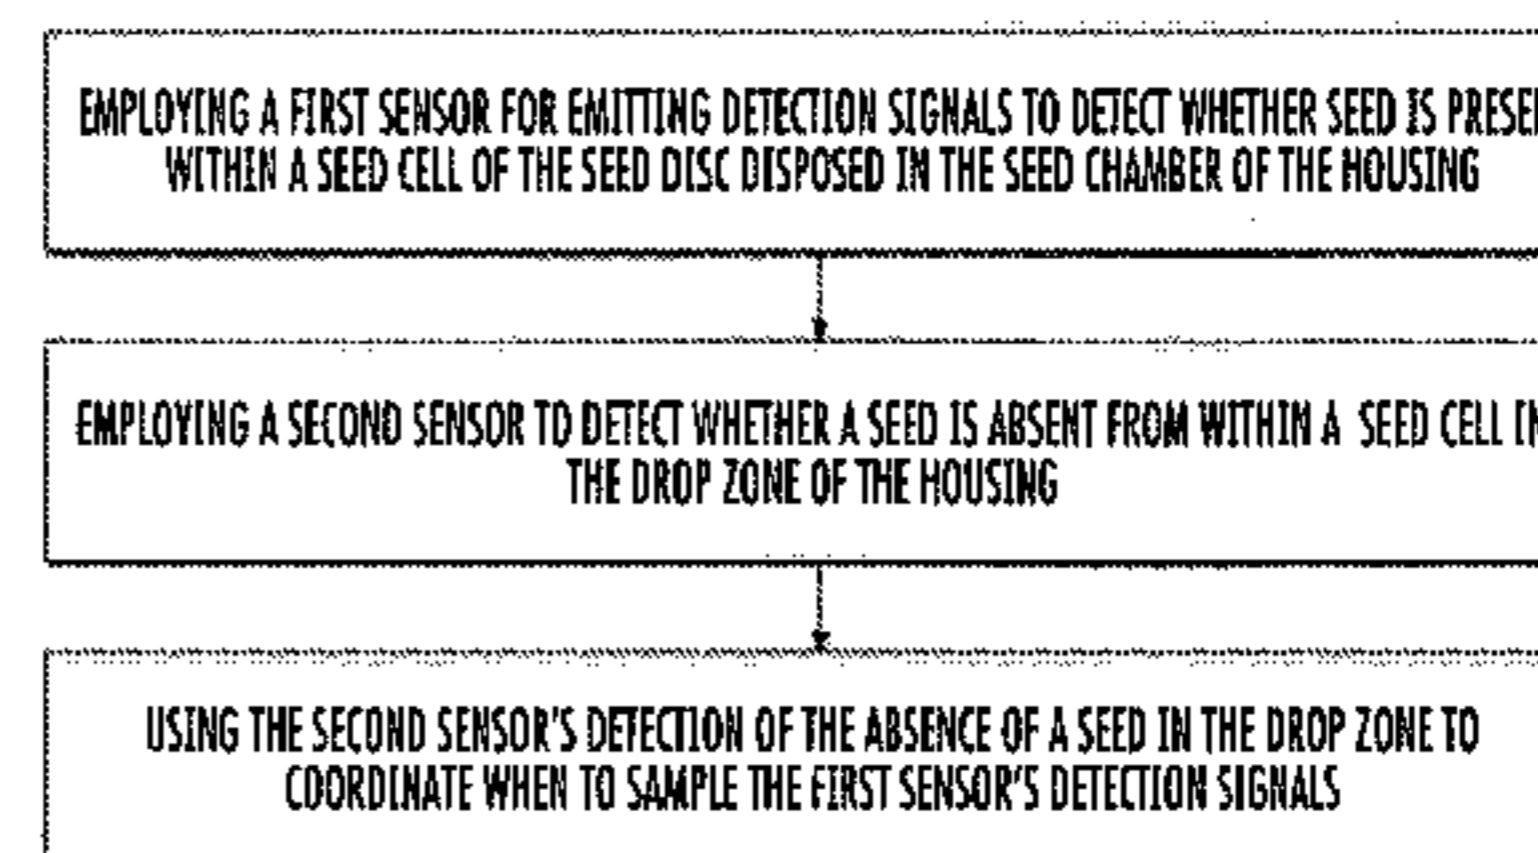 EMPLOYING A FIRST SENSOR FOR EMITTING DETECTION SIGNALS TO DETECT WHETHER SEED IS
WITHIN A SEED CELL OF THE SEED DISC DISPOSED IN THE SEED CHAMBER OF THE HOUSING
EMPLOYING A SECOND SENSOR TO DETECT WHETHER A SEED IS ABSENT FROM WITHIN A SEED CELL IN
THE DROP ZONE OF THE HOUSING
USING THE SECOND SENSOR'S DETECTION OF THE ABSENCE OF A SEED IN THE DROP ZONE TO
COORDINATE WHEN TO SAMPLE THE FIRST SENSOR'S DETECTION SIGNALS